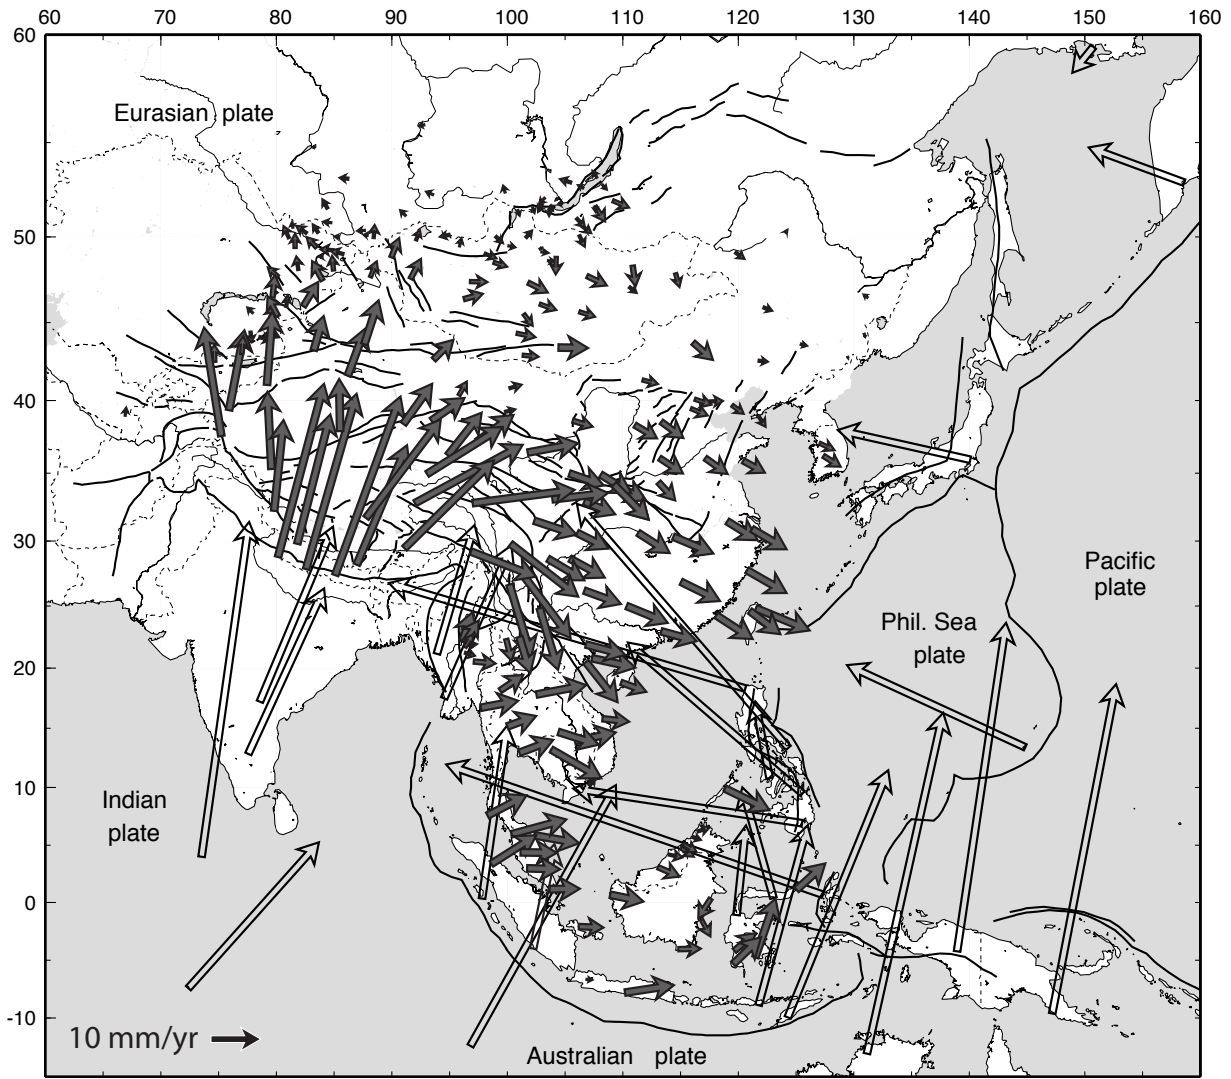 60 70 80 90 100 110 120 130 140 150 160
60
Eurasian plate
50
40
30
Pacific
plate
Phil. Sea
plate
20
10
Indian
plate
0
-10
10 mm/yr
Australian plate